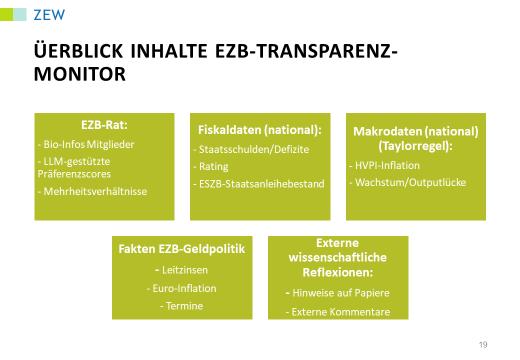 ZEW
ÜERBLICK INHALTE EZB-TRANSPARENZ-
MONITOR
EZB-Rat:
- Bio-Infos Mitglieder
- LLM-gestützte
Präferenzscores
- Mehrheitsverhältnisse
Fiskaldaten (national):
- Staatsschulden/Defizite
- Rating
- ESZB-Staatsanleihebestand
Makrodaten (national)
(Taylorregel):
- HVPI-Inflation
- Wachstum/Outputlücke
Fakten EZB-Geldpolitik
- Leitzinsen
- Euro-Inflation
- Termine
Externe
wissenschaftliche
Reflexionen:
- Hinweise auf Papiere
- Externe Kommentare
19